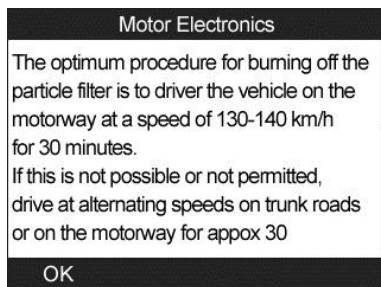 Motor Electronics
The optimum procedure for burning off the
particle filter is to driver the vehicle on the
motorway at a speed of 130-140 km/h
for 30 minutes.
If this is not possible or not permitted,
drive at alternating speeds on trunk roads
or on the motorway for appox 30
OK